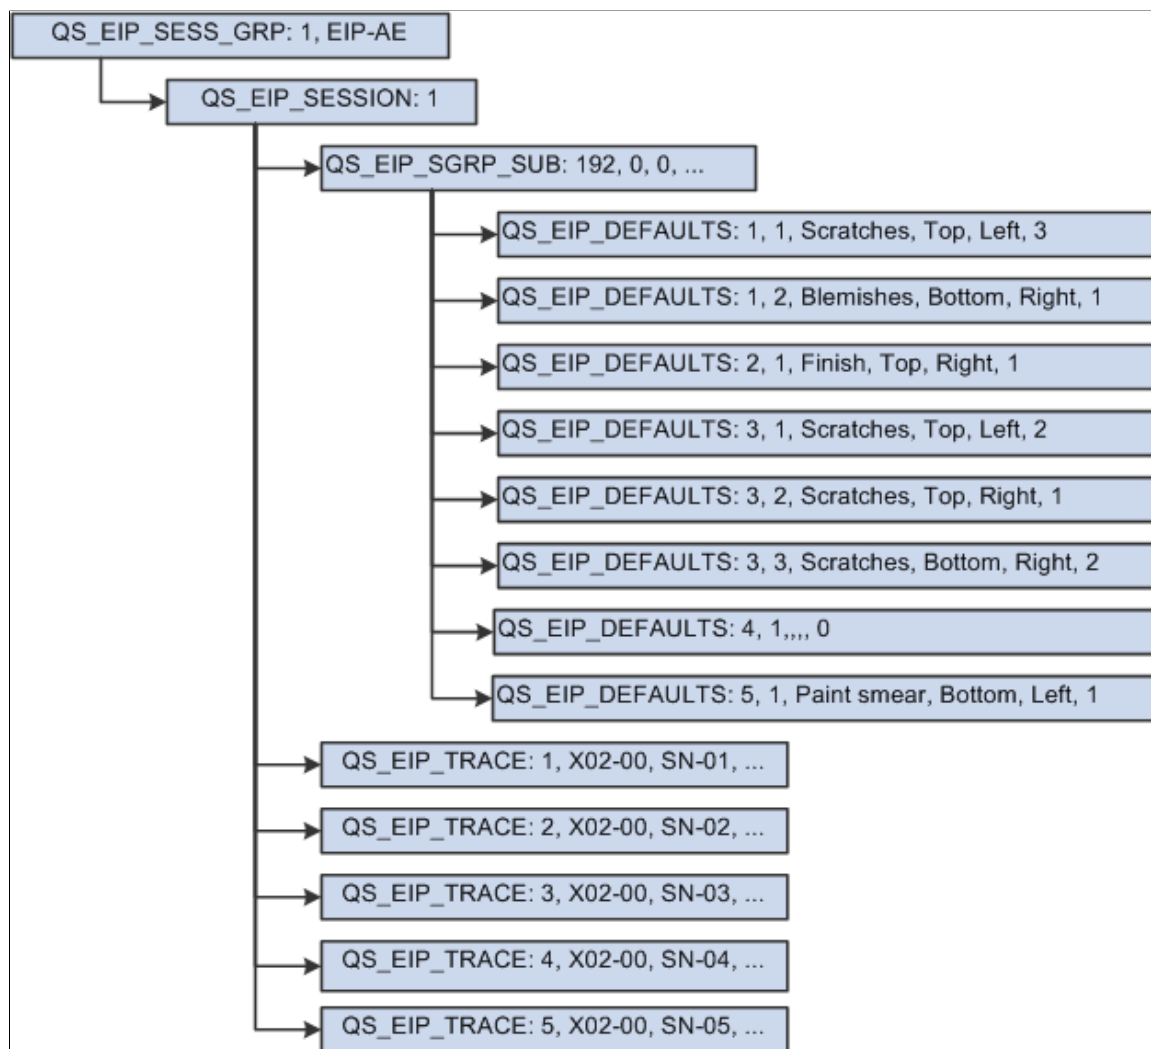 QS_EIP_SESS_GRP: 1, EIP-AE
QS_EIP_SESSION: 1
QS_EIP_SGRP_SUB: 192, 0, 0, ...
QS_EIP_DEFAULTS: 1, 1, Scratches, Top, Left, 3
QS_EIP_DEFAULTS: 1, 2, Blemishes, Bottom, Right, 1
QS_EIP_DEFAULTS: 2, 1, Finish, Top, Right, 1
QS_EIP_DEFAULTS: 3, 1, Scratches, Top, Left, 2
QS_EIP_DEFAULTS: 3, 2, Scratches, Top, Right, 1
QS_EIP_DEFAULTS: 3, 3, Scratches, Bottom, Right, 2
QS_EIP_DEFAULTS: 4, 1,,,, 0
QS_EIP_DEFAULTS: 5, 1, Paint smear, Bottom, Left, 1
QS_EIP_TRACE: 1, X02-00, SN-01, ...
QS_EIP_TRACE: 2, X02-00, SN-02, ...
QS_EIP_TRACE: 3, X02-00, SN-03, ...
QS_EIP_TRACE: 4, X02-00, SN-04, ...
QS_EIP_TRACE: 5, X02-00, SN-05, ...